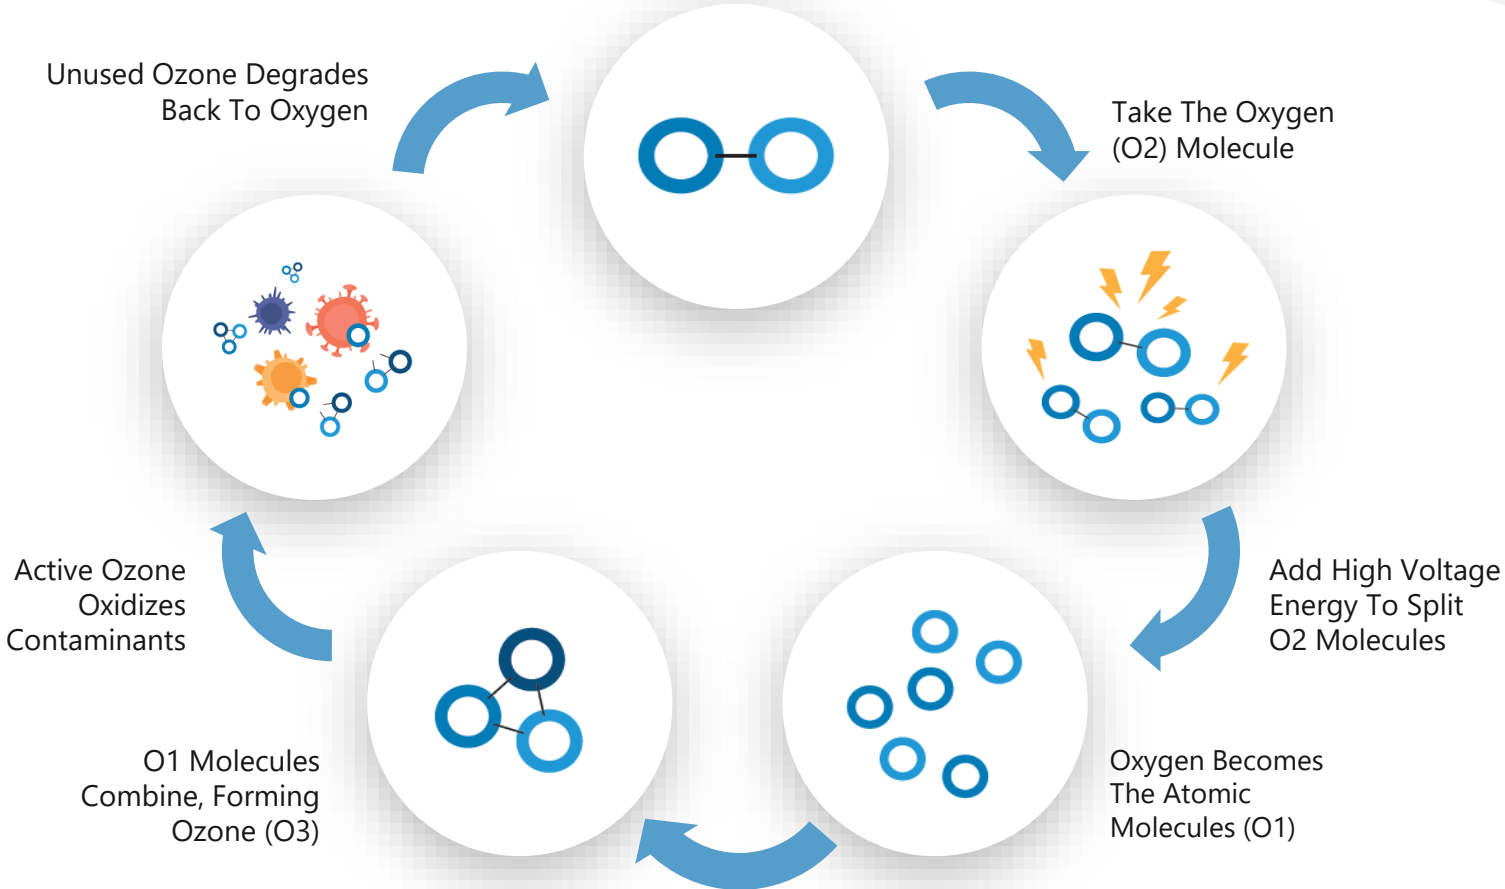 Unused Ozone Degrades
Back To Oxygen
Take The Oxygen
(O2) Molecule
Add High Voltage
Energy To Split
O2 Molecules
Oxygen Becomes
The Atomic
Molecules (O1)
O1 Molecules
Combine, Forming
Ozone (O3)
Active Ozone
Oxidizes
Contaminants